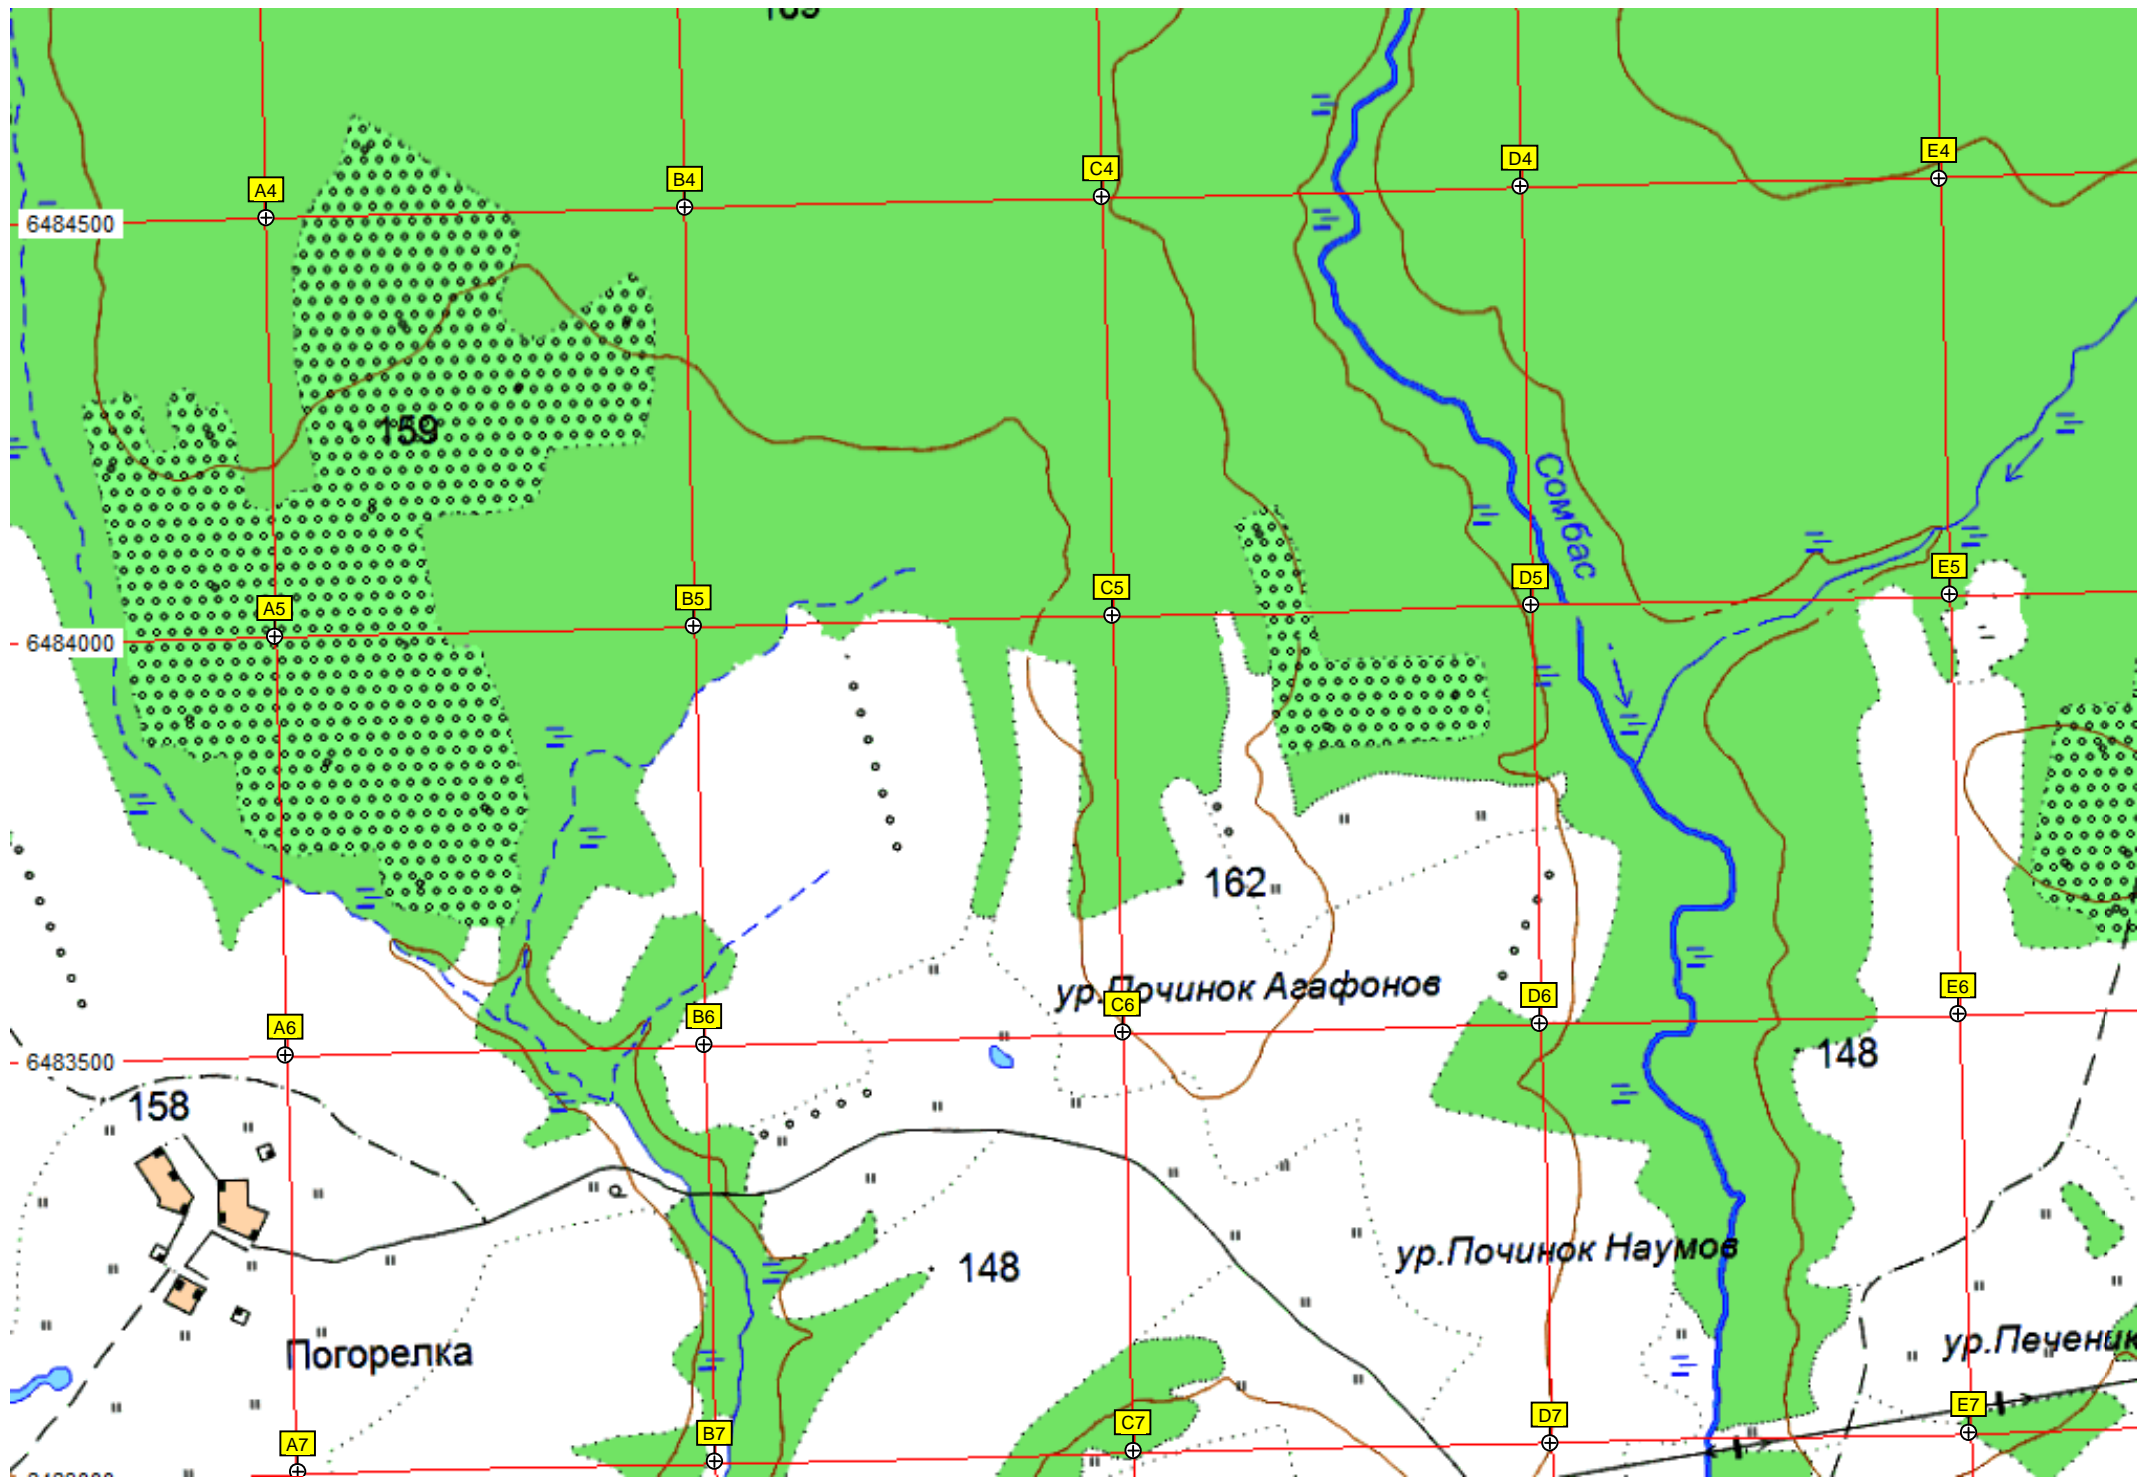 E4
D4
C4
B4
A4
6484500
159
Сомбас
E5
D5
C5
B5
A5
6484000
162
ур.Починок Агафонов
E6
D6
C6
B6
A6
6483500
148
158
ур.Починок Наумов
148
Погорелка
E7
D7
C7
B7
A7